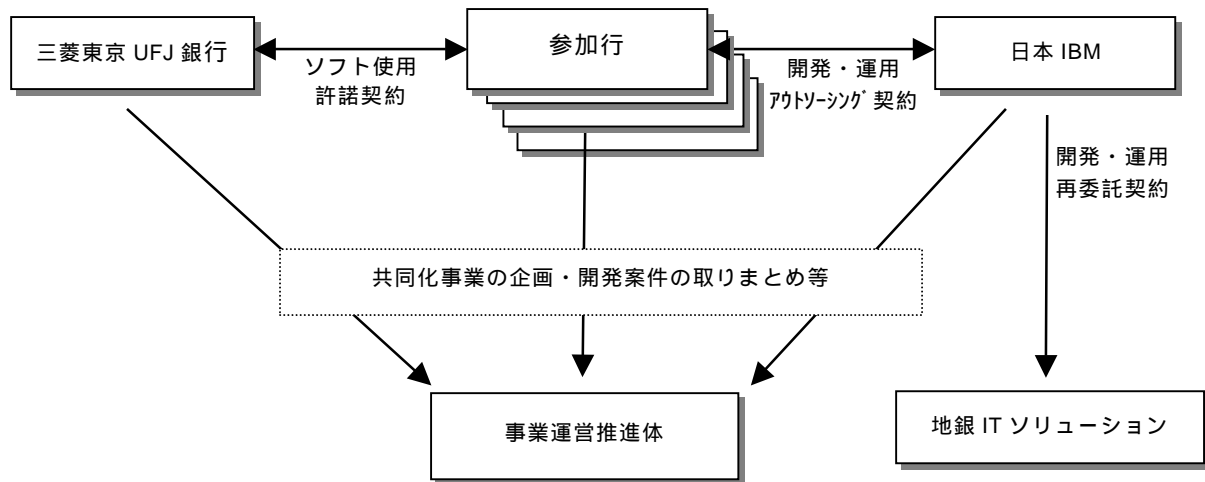 三菱東京 UFJ 銀行
参加行
日本 IBM
ソフト使用
許諾契約
開発・運用
ｱｳﾄｿｰｼﾝｸﾞ契約
開発・運用
再委託契約
共同化事業の企画・開発案件の取りまとめ等
事業運営推進体
地銀 IT ソリューション